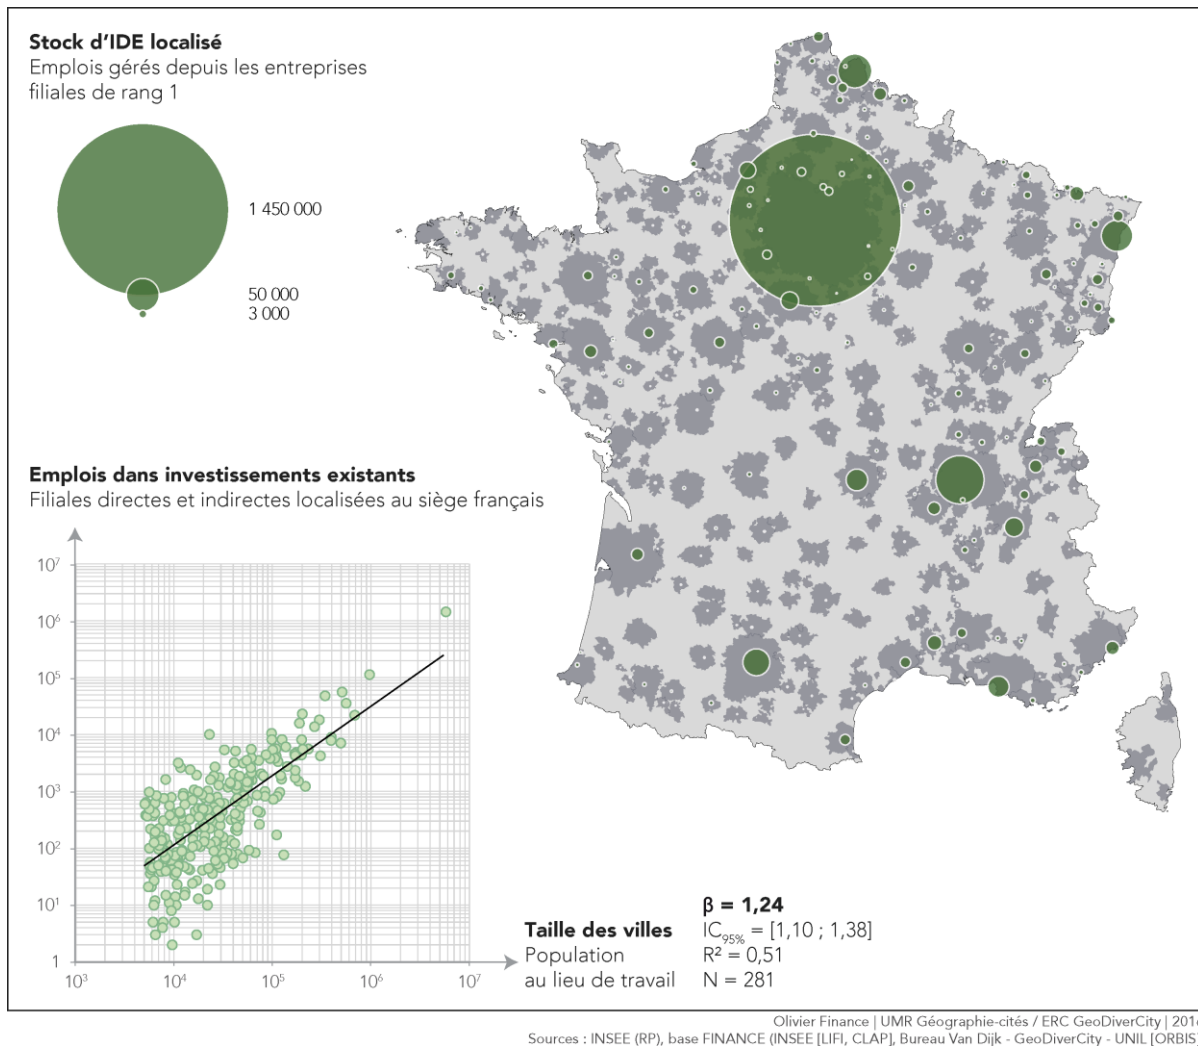 Stock d’IDE localisé
Emplois gérés depuis les entreprises
filiales de rang 1
1 450 000
50 000
3 000
Emplois dans investissements existants
Filiales directes et indirectes localisées au siège français
10⁷
10⁶
10⁵
10⁴
10³
10²
10¹
1
10³
10⁴
10⁵
10⁶
10⁷
Taille des villes
Population
au lieu de travail
β = 1,24
IC95% = [1,10 ; 1,38]
R² = 0,51
N = 281
Olivier Finance | UMR Géographie-cités / ERC GeoDiverCity | 2016
Sources : INSEE (RP), base FINANCE (INSEE [LIFI, CLAP], Bureau Van Dijk - GeoDiverCity - UNIL [ORBIS]